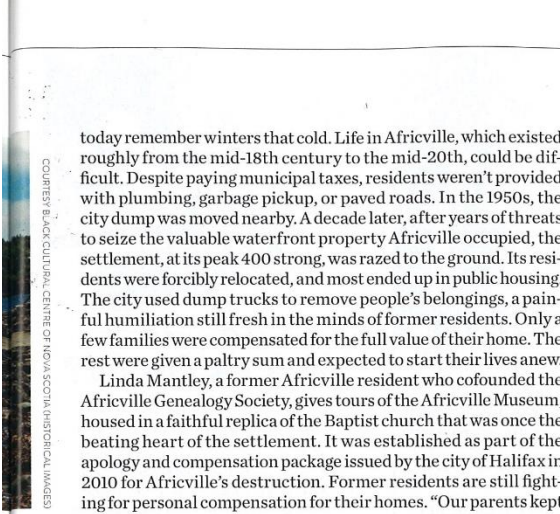 today remember winters that cold. Life in Africville, which existed
roughly from the mid-18th century to the mid-20th, could be dif-
ficult. Despite paying municipal taxes, residents weren't provided
with plumbing, garbage pickup, or paved roads. In the 1950s, the
city dump was moved nearby. A decade later, after years of threats
to seize the valuable waterfront property Africville occupied, the
settlement, at its peak 400 strong, was razed to the ground. Its resi-
dents were forcibly relocated, and most ended up in public housing.
The city used dump trucks to remove people's belongings, a pain-
ful humiliation still fresh in the minds of former residents. Only a
few families were compensated for the full value of their home. The
rest were given a paltry sum and expected to start their lives anew.
Linda Mantley, a former Africville resident who cofounded the
Africville Genealogy Society, gives tours of the Africville Museum,
housed in a faithful replica of the Baptist church that was once the
beating heart of the settlement. It was established as part of the
apology and compensation package issued by the city of Halifax in
2010 for Africville's destruction. Former residents are still fight-
ing for personal compensation for their homes. "Our parents kept
COURTESY BLACK CULTURAL CENTRE OF NOVA SCOTIA (HISTORICAL IMAGES)